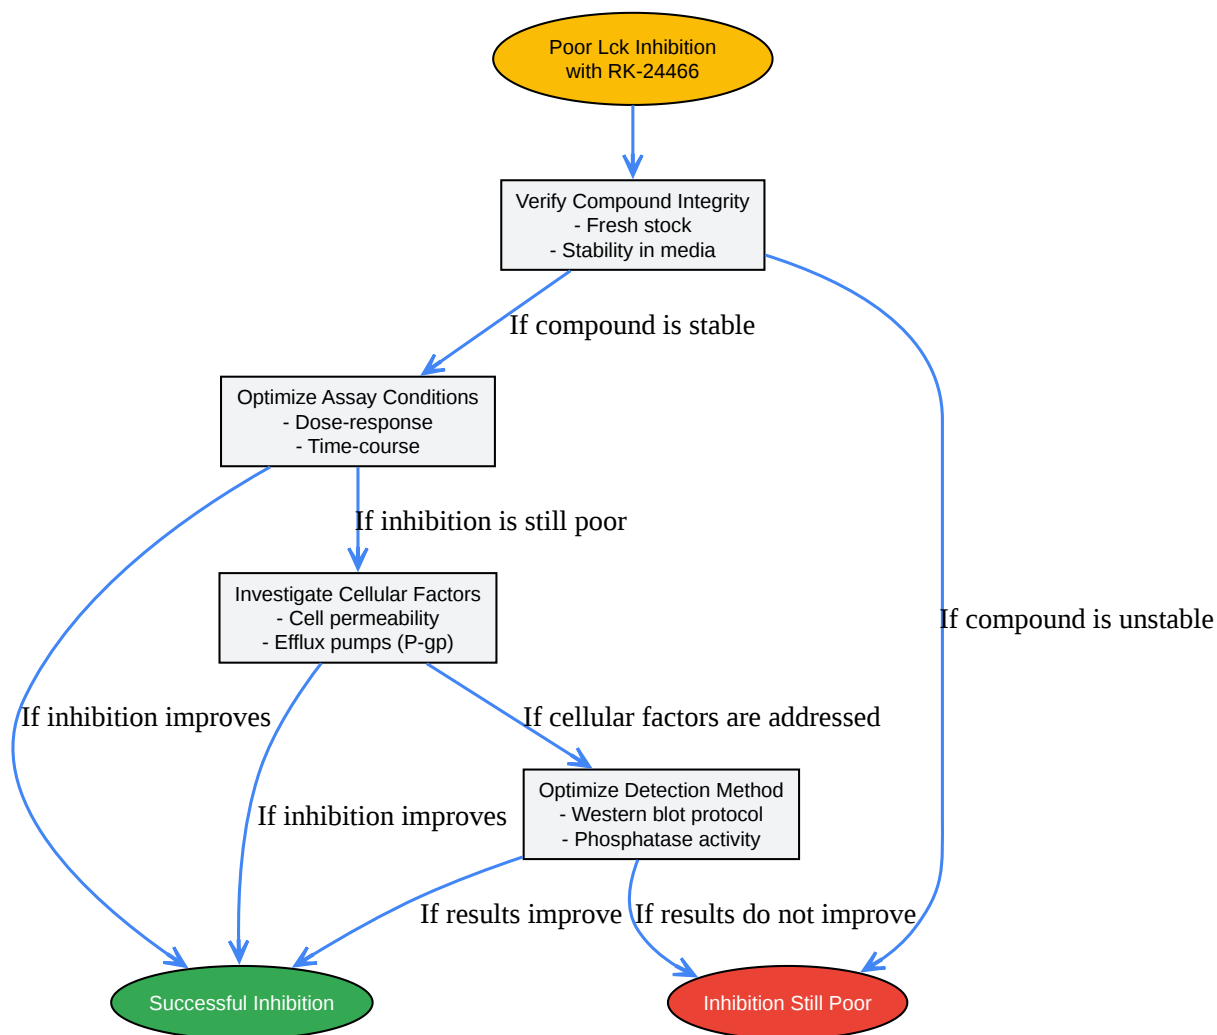 Poor Lck Inhibition
with RK-24466
Verify Compound Integrity
- Fresh stock
- Stability in media
If compound is stable
Optimize Assay Conditions
- Dose-response
- Time-course
If inhibition is still poor
Investigate Cellular Factors
- Cell permeability
- Efflux pumps (P-gp)
If compound is unstable
If inhibition improves
If cellular factors are addressed
Optimize Detection Method
- Western blot protocol
- Phosphatase activity
If inhibition improves
If results improve
If results do not improve
Successful Inhibition
Inhibition Still Poor